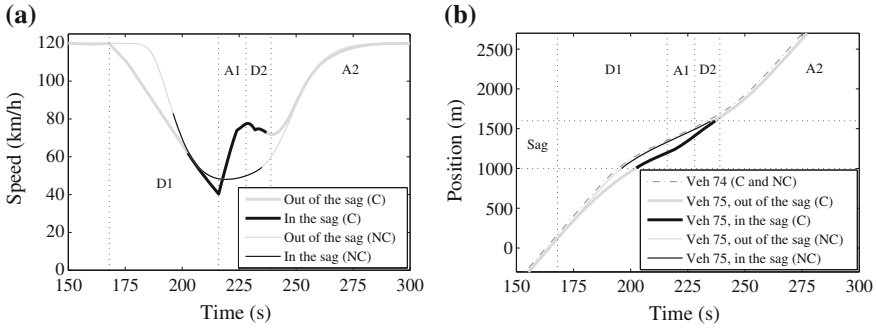 (a)
120
100
80
60
40
20
0
Speed (km/h)
A1
D2
A2
D1
Out of the sag (C)
In the sag (C)
Out of the sag (NC)
In the sag (NC)
150
175
200
225
250
275
300
Time (s)
(b)
2500
2000
1500
1000
500
0
Position (m)
D1
A1
D2
A2
Sag
Veh 74 (C and NC)
Veh 75, out of the sag (C)
Veh 75, in the sag (C)
Veh 75, out of the sag (NC)
Veh 75, in the sag (NC)
150
175
200
225
250
275
300
Time (s)